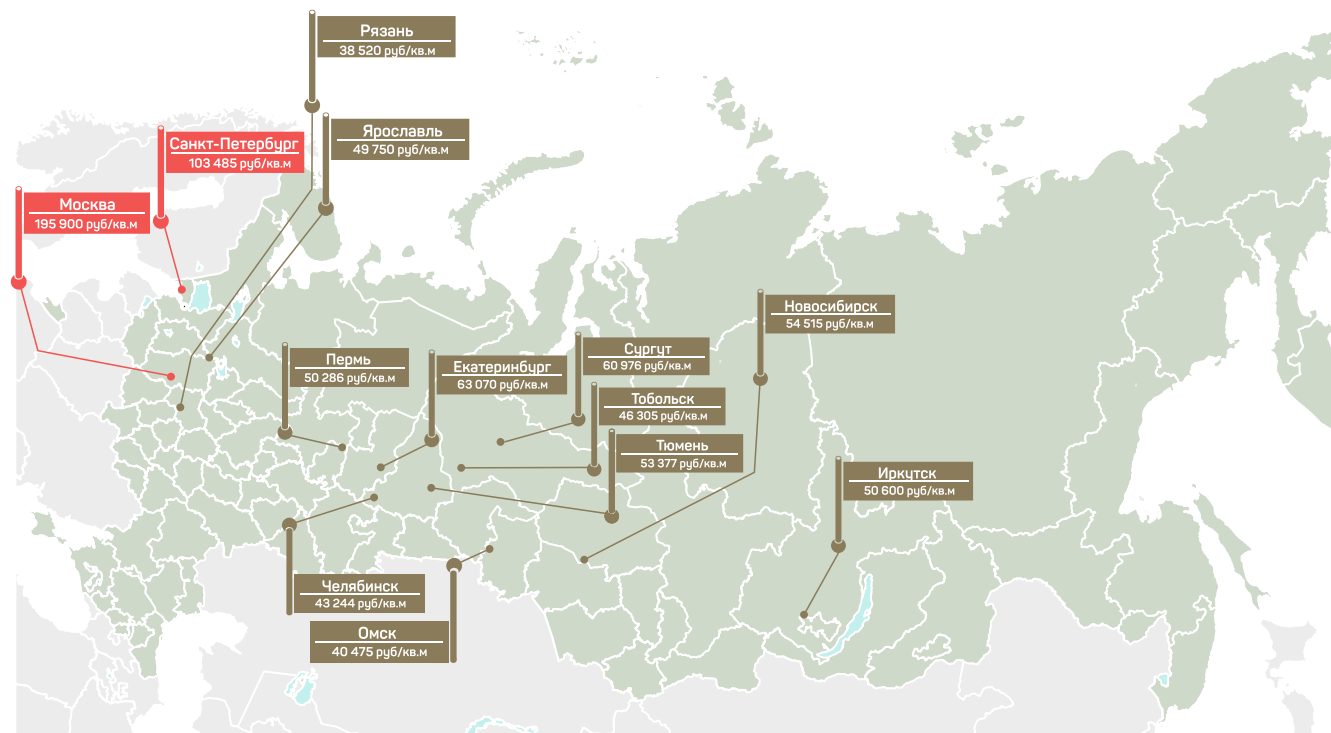 Рязань
38 520 руб/кв.м
Ярославль
49 750 руб/кв.м
Санкт-Петербург
103 485 руб/кв.м
Москва
195 900 руб/кв.м
Новосибирск
54 515 руб/кв.м
Пермь
50 286 руб/кв.м
Екатеринбург
63 070 руб/кв.м
Сургут
60 976 руб/кв.м
Тобольск
46 305 руб/кв.м
Тюмень
53 377 руб/кв.м
Иркутск
50 600 руб/кв.м
Челябинск
43 244 руб/кв.м
Омск
40 475 руб/кв.м